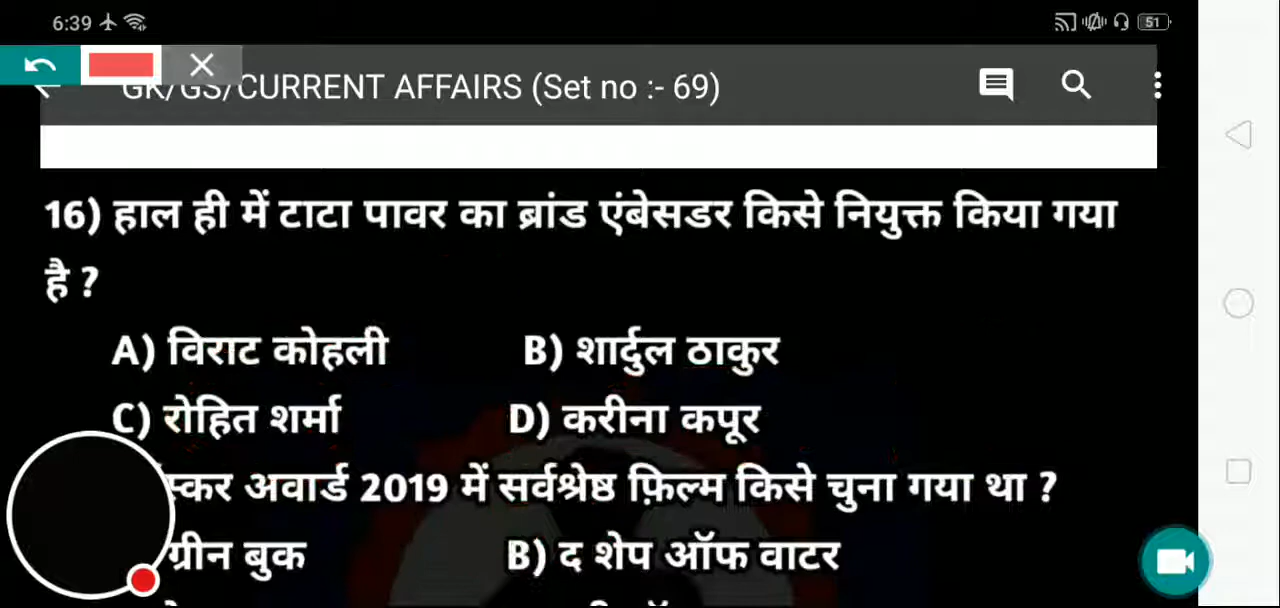 6:39
51
GK/GS/CURRENT AFFAIRS (Set no :- 69)
16) हाल ही में टाटा पावर का ब्रांड एंबेसडर किसे नियुक्त किया गया
है ?
A) विराट कोहली B) शार्दुल ठाकुर
C) रोहित शर्मा D) करीना कपूर
अवार्ड 2019 में सर्वश्रेष्ठ फ़िल्म किसे चुना गया था ?
ग्रीन बुक B) द शेप ऑफ वाटर